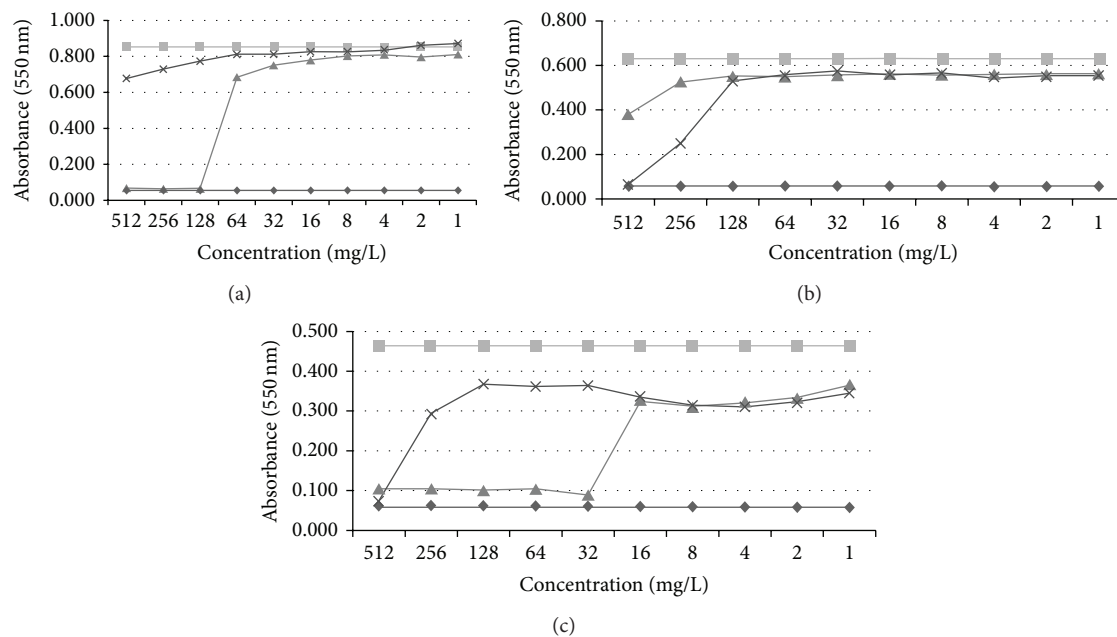 Absorbance (550 nm)
1.000
0.800
0.600
0.400
0.200
0.000
512 256 128 64 32 16 8 4 2 1
Concentration (mg/L)
(a)
Absorbance (550 nm)
0.800
0.600
0.400
0.200
0.000
512 256 128 64 32 16 8 4 2 1
Concentration (mg/L)
(b)
Absorbance (550 nm)
0.500
0.400
0.300
0.200
0.100
0.000
512 256 128 64 32 16 8 4 2 1
Concentration (mg/L)
(c)